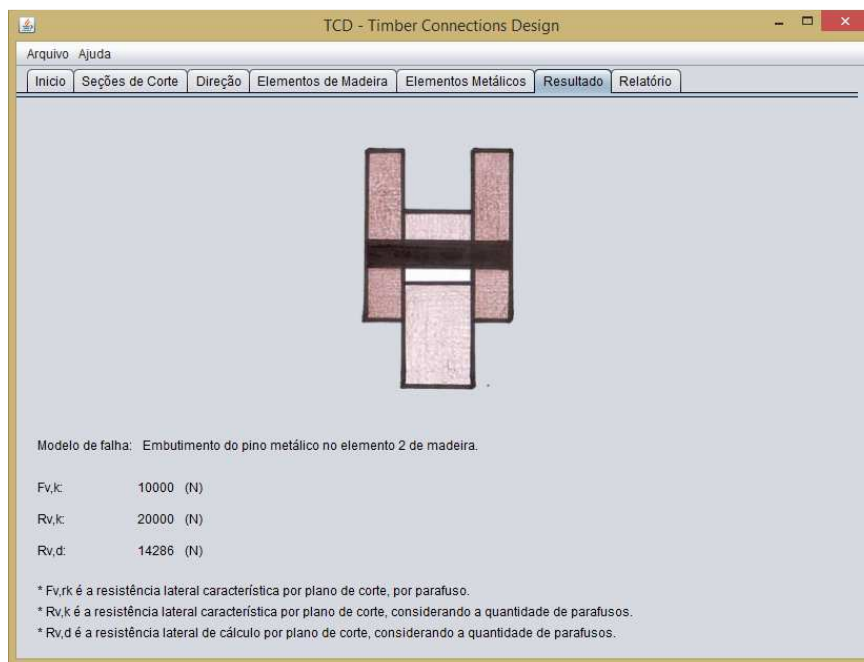 TCD - Timber Connections Design
Arquivo Ajuda
Inicio Seções de Corte Direção Elementos de Madeira Elementos Metálicos Resultado Relatório
Modelo de falha: Embutimento do pino metálico no elemento 2 de madeira.
Fv,k: 10000 (N)
Rv,k: 20000 (N)
Rv,d: 14286 (N)
* Fv,rk é a resistência lateral característica por plano de corte, por parafuso.
* Rv,k é a resistência lateral característica por plano de corte, considerando a quantidade de parafusos.
* Rv,d é a resistência lateral de cálculo por plano de corte, considerando a quantidade de parafusos.